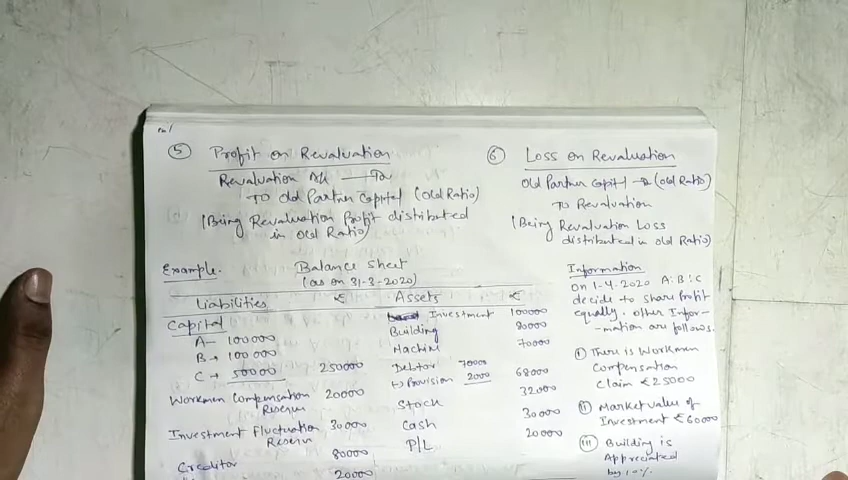 ⑤ Profit on Revaluation
Revaluation A/c — Dr
To Old Partner Capital (Old Ratio)
(Being Revaluation Profit distributed
in old Ratio)
⑥ Loss on Revaluation
Old Partner Capital - Dr (Old Ratio)
To Revaluation
(Being Revaluation Loss
distributed in old Ratio)
Example.
Balance Sheet
(as on 31-3-2020)
Liabilities ₹ Assets ₹
Capital Investment 100000
A— 100000 Building 80000
B→ 100000 Machine 70000
C→ 50000 250000 Debtor 70000
↳ Provision 2000 68000
Workmen Compensation 20000
Reserve
Stock 32000
Investment Fluctuation 30000
Reserve
Cash 30000
P/L 20000
Creditor 80000
20000
Information
On 1-4-2020 A:B:C
decide to share Profit
equally. Other Infor-
-mation are follows.
ⓘ There is Workmen
Compensation
Claim ₹25000
ⓘⓘ Market value of
Investment ₹60000
ⓘⓘⓘ Building is
Appreciated
by 10%